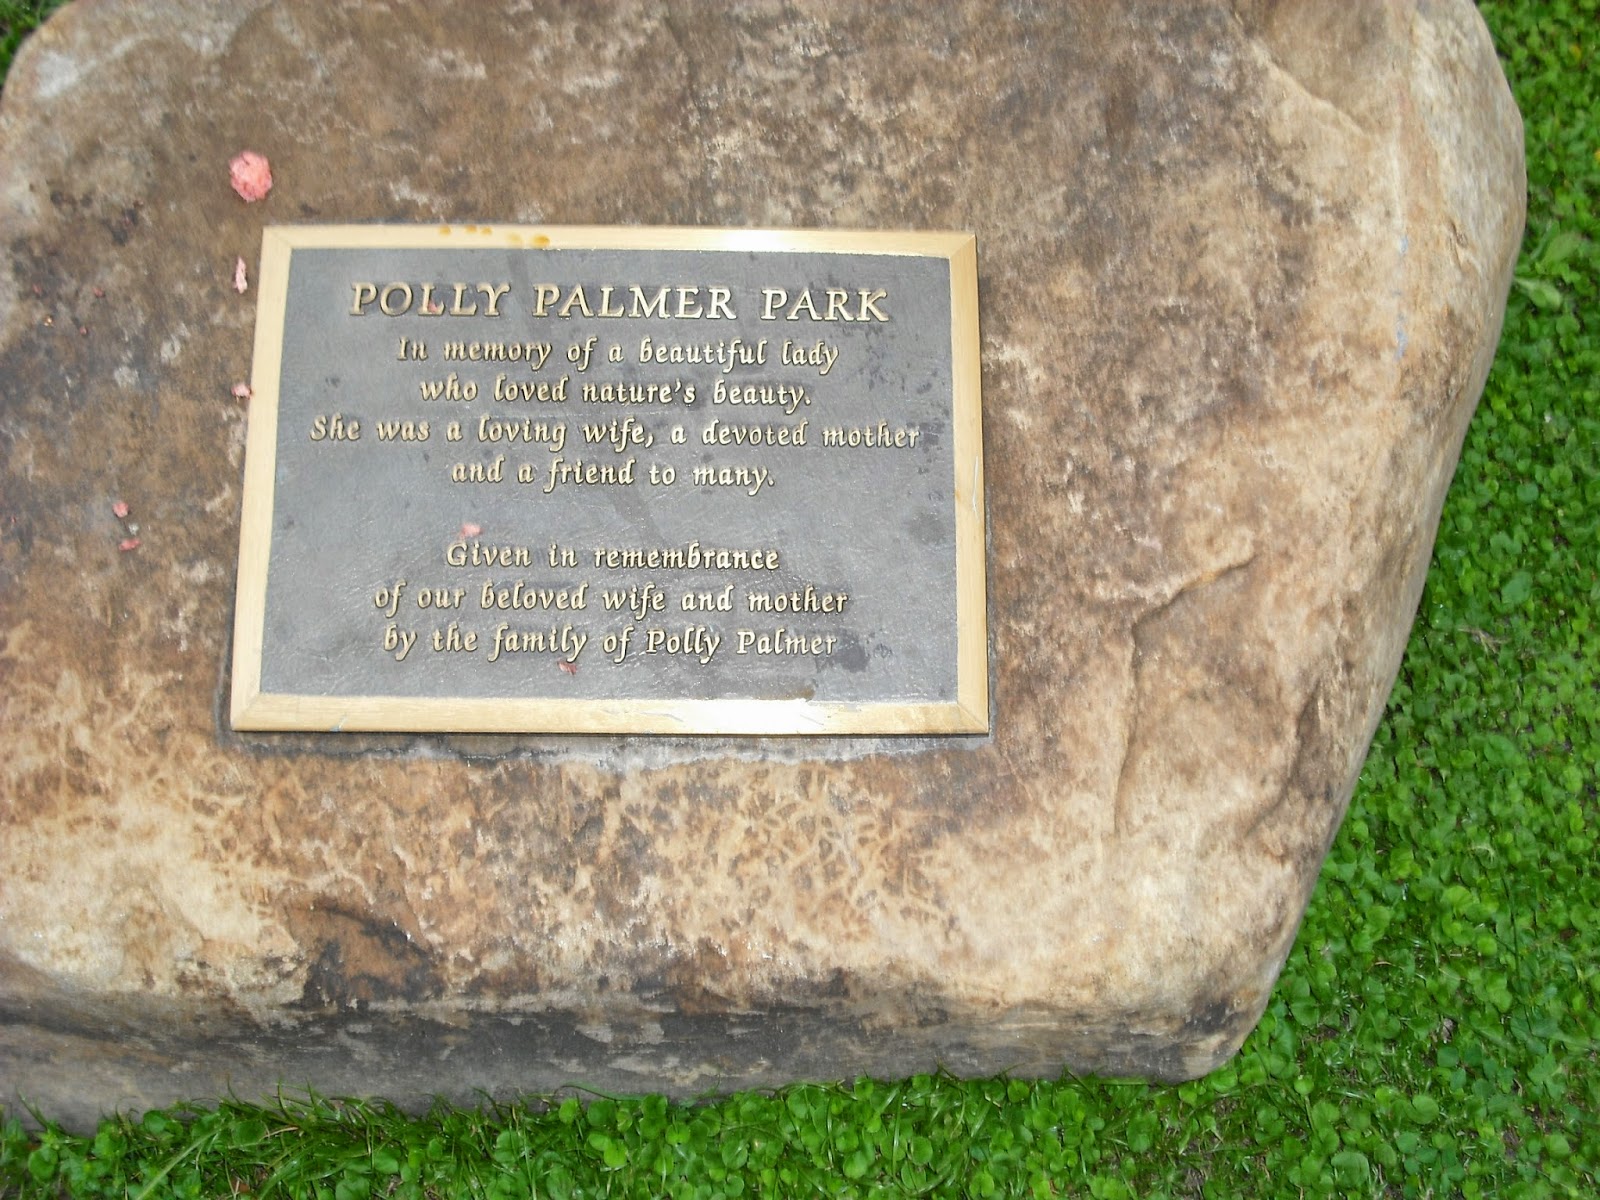 POLLY PALMER PARK
In memory of a beautiful lady
who loved nature's beauty.
She was a loving wife, a devoted mother
and a friend to many.
Given in remembrance
of our beloved wife and mother
by the family of Polly Palmer